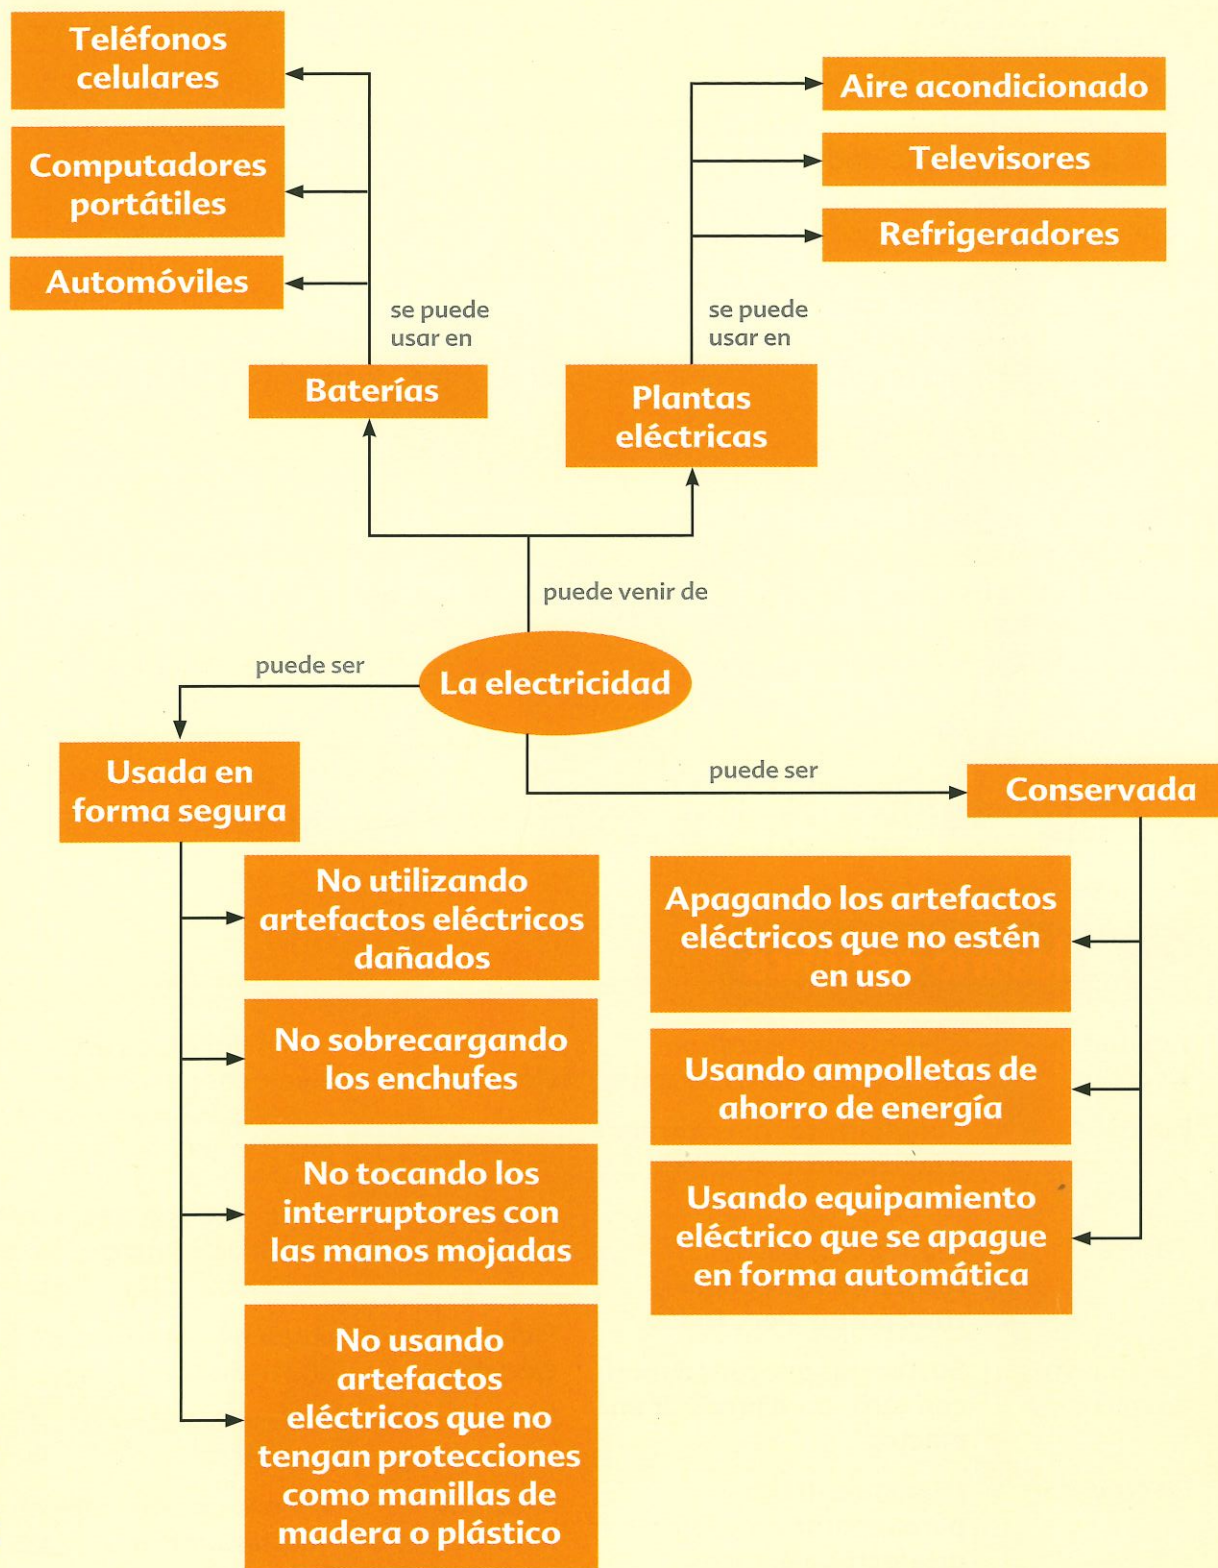 Teléfonos
celulares
Computadores
portátiles
Automóviles
se puede
usar en
Baterías
Aire acondicionado
Televisores
Refrigeradores
se puede
usar en
Plantas
eléctricas
puede venir de
La electricidad
puede ser
Usada en
forma segura
No utilizando
artefactos eléctricos
dañados
No sobrecargando
los enchufes
No tocando los
interruptores con
las manos mojadas
No usando
artefactos
eléctricos que no
tengan protecciones
como manillas de
madera o plástico
puede ser
Conservada
Apagando los artefactos
eléctricos que no estén
en uso
Usando ampolletas de
ahorro de energía
Usando equipamiento
eléctrico que se apague
en forma automática